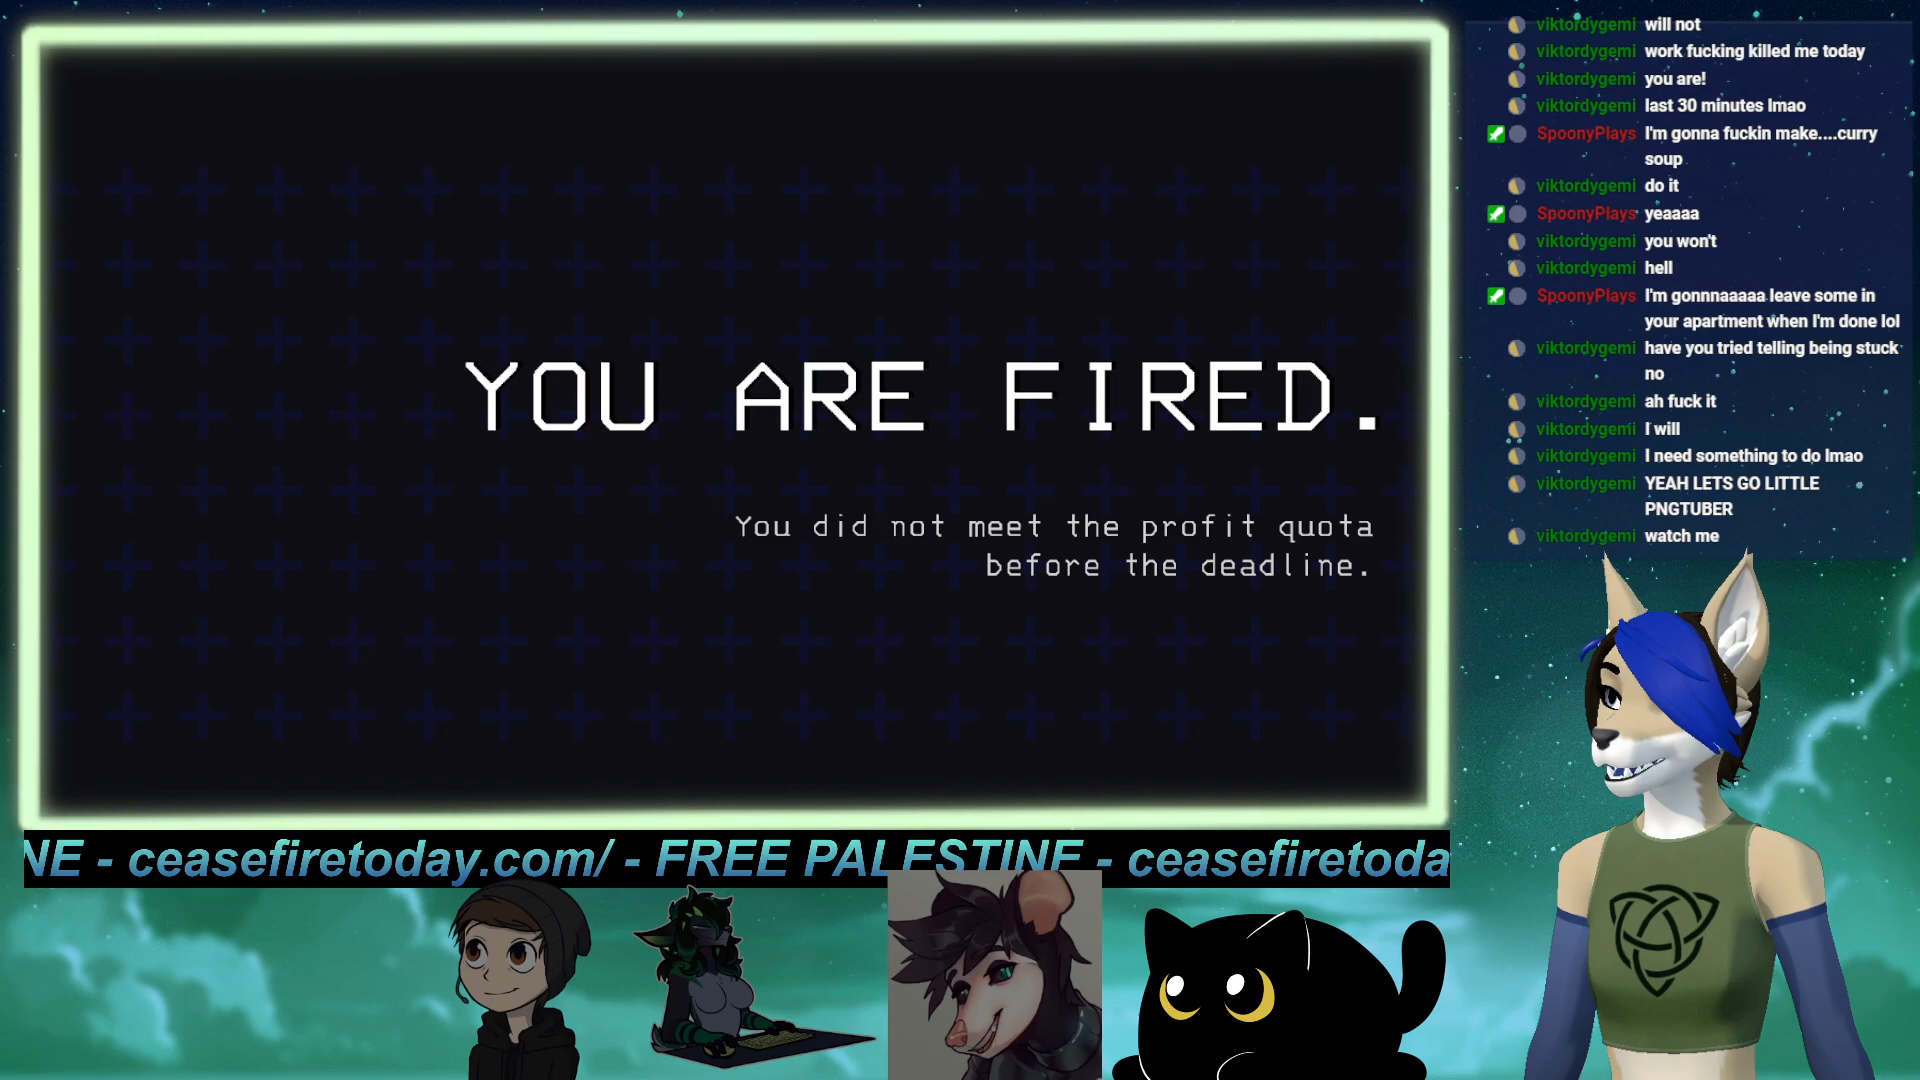 YOU ARE FIRED.
You did not meet the profit quota
before the deadline.
NE - ceasefiretoday.com/ - FREE PALESTINE - ceasefiretoda
viktordygemi will not
viktordygemi work fucking killed me today
viktordygemi you are!
viktordygemi last 30 minutes lmao
SpoonyPlays I'm gonna fuckin make....curry
soup
viktordygemi do it
SpoonyPlays yeaaaa
viktordygemi you won't
viktordygemi hell
SpoonyPlays I'm gonnnaaaaa leave some in
your apartment when I'm done lol
viktordygemi have you tried telling being stuck
no
viktordygemi ah fuck it
viktordygemi I will
viktordygemi I need something to do lmao
viktordygemi YEAH LETS GO LITTLE
PNGTUBER
viktordygemi watch me